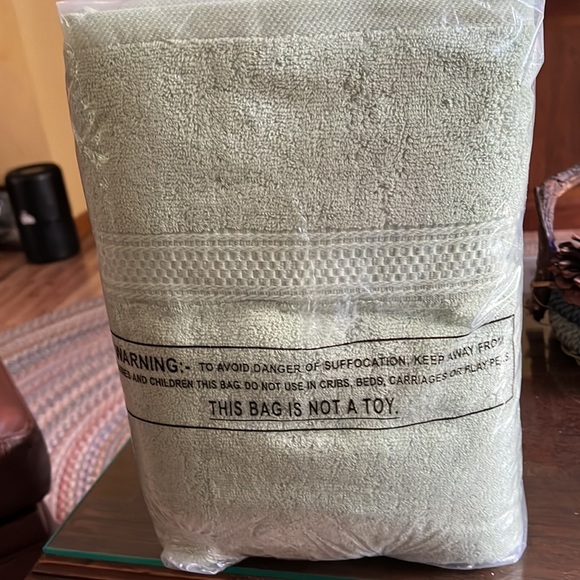 WARNING:- TO AVOID DANGER OF SUFFOCATION, KEEP AWAY FROM
AND CHILDREN THIS BAG DO NOT USE IN CRIBS, BEDS, CARRIAGES OR PLAY
THIS BAG IS NOT A TOY.